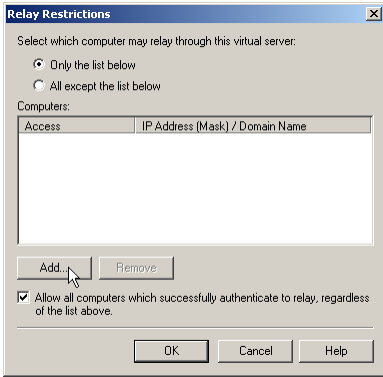 Relay Restrictions
Select which computer may relay through this virtual server:
Only the list below
All except the list below
Computers:
Access IP Address (Mask) / Domain Name
Add... Remove
Allow all computers which successfully authenticate to relay, regardless
of the list above.
OK Cancel Help